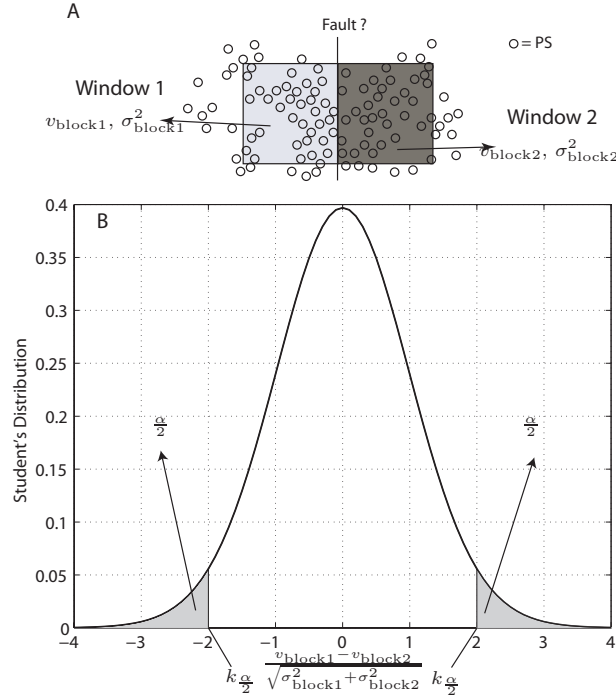 A
Fault ?
○ = PS
Window 1
v_block1, σ²_block1
Window 2
v_block2, σ²_block2
B
0.4
0.35
0.3
0.25
0.2
0.15
0.1
0.05
0
Student's Distribution
α/2
α/2
−4 −3 −2 −1 0 1 2 3 4
k_α/2
(v_block1 − v_block2) / √(σ²_block1 + σ²_block2)
k_α/2